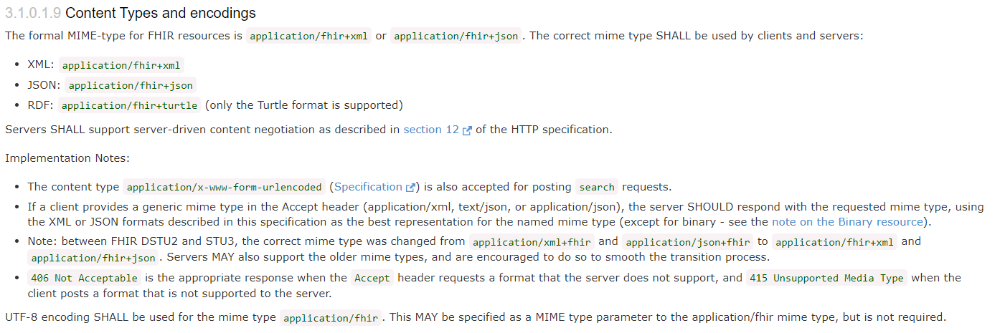 3.1.0.1.9 Content Types and encodings
The formal MIME-type for FHIR resources is application/fhir+xml or application/fhir+json. The correct mime type SHALL be used by clients and servers:
• XML: application/fhir+xml
• JSON: application/fhir+json
• RDF: application/fhir+turtle (only the Turtle format is supported)
Servers SHALL support server-driven content negotiation as described in section 12 of the HTTP specification.
Implementation Notes:
• The content type application/x-www-form-urlencoded (Specification) is also accepted for posting search requests.
• If a client provides a generic mime type in the Accept header (application/xml, text/json, or application/json), the server SHOULD respond with the requested mime type, using
the XML or JSON formats described in this specification as the best representation for the named mime type (except for binary - see the note on the Binary resource).
• Note: between FHIR DSTU2 and STU3, the correct mime type was changed from application/xml+fhir and application/json+fhir to application/fhir+xml and
application/fhir+json. Servers MAY also support the older mime types, and are encouraged to do so to smooth the transition process.
• 406 Not Acceptable is the appropriate response when the Accept header requests a format that the server does not support, and 415 Unsupported Media Type when the
client posts a format that is not supported to the server.
UTF-8 encoding SHALL be used for the mime type application/fhir. This MAY be specified as a MIME type parameter to the application/fhir mime type, but is not required.